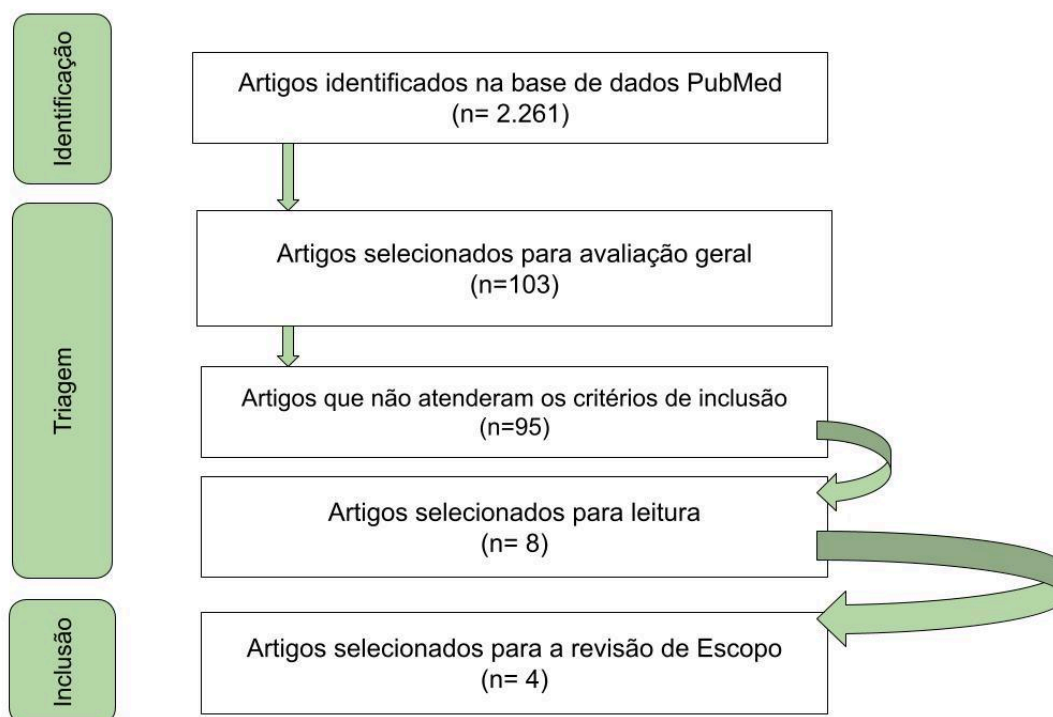 Identificação
Artigos identificados na base de dados PubMed
(n= 2.261)
Triagem
Artigos selecionados para avaliação geral
(n=103)
Artigos que não atenderam os critérios de inclusão
(n=95)
Artigos selecionados para leitura
(n= 8)
Inclusão
Artigos selecionados para a revisão de Escopo
(n= 4)